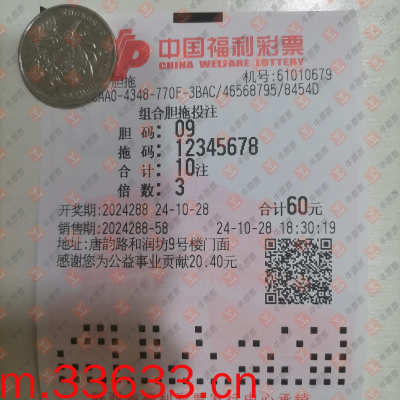 中国福利彩票
CHINA WELFARE LOTTERY
胆拖
机号:61010679
AA0-4348-770F-3BAC/46568795/8454D
组合胆拖投注
胆 码: 09
拖 码: 12345678
合 计: 10注
倍 数: 3
开奖期:2024288 24-10-28
合计60元
销售期:2024288-58
24-10-28 18:30:19
地址:唐韵路和润坊9号楼门面
感谢您为公益事业贡献20.40元
m.33633.cn